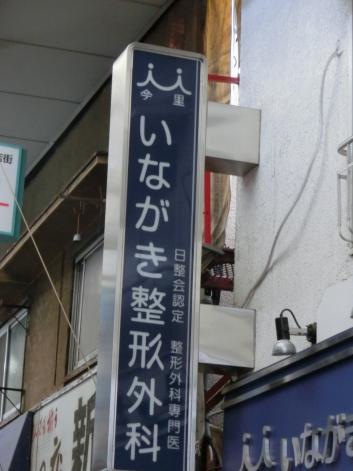 今里
いながき整形外科
日整会認定 整形外科専門医
いなが
街